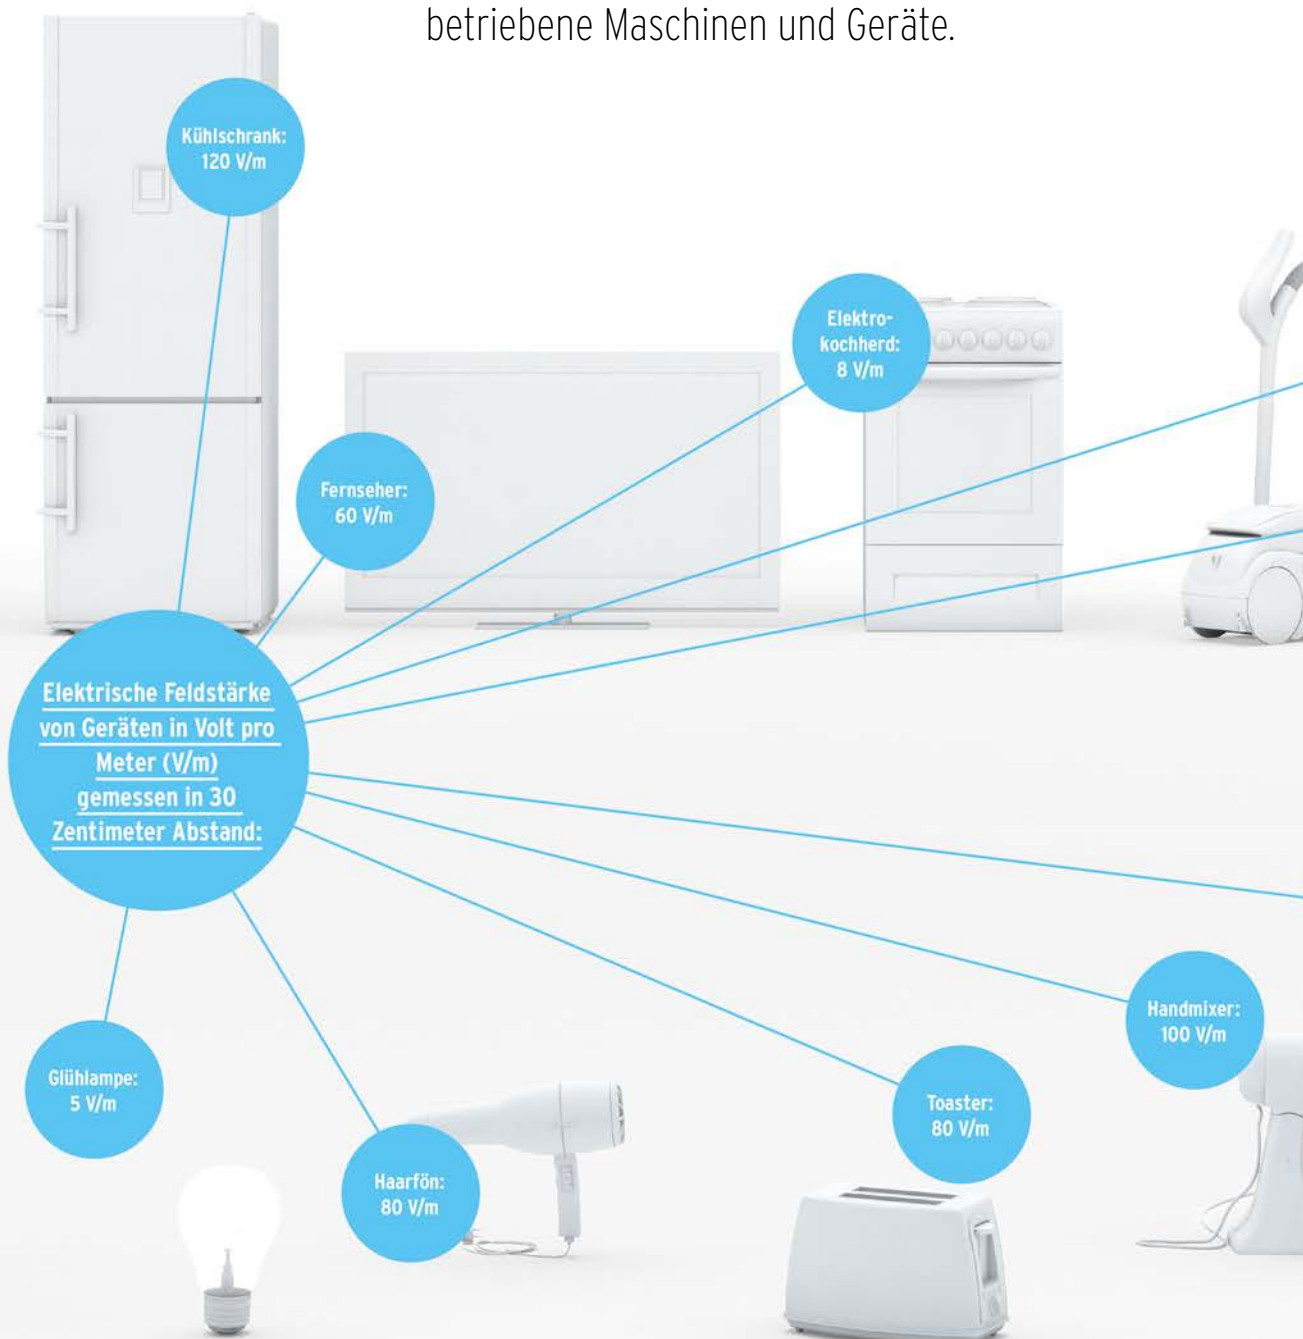 betriebene Maschinen und Geräte.
Kühlschrank:
120 V/m
Elektro-
kochherd:
8 V/m
Fernseher:
60 V/m
Elektrische Feldstärke
von Geräten in Volt pro
Meter (V/m)
gemessen in 30
Zentimeter Abstand:
Handmixer:
100 V/m
Glühlampe:
5 V/m
Toaster:
80 V/m
Haarfön:
80 V/m